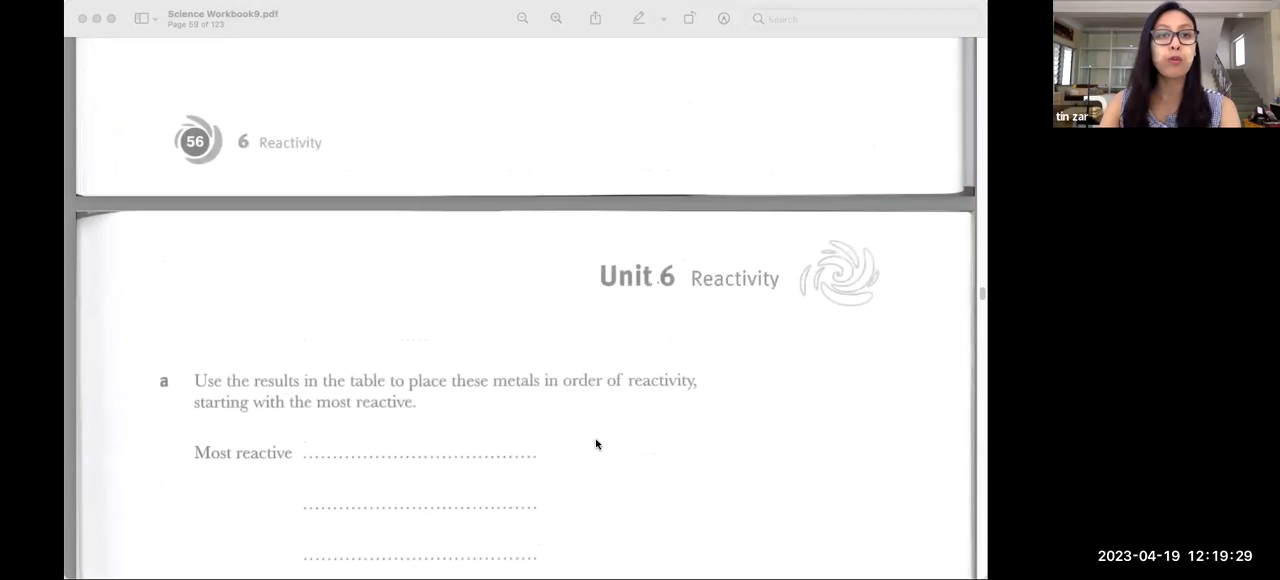 Science Workbook9.pdf
Page 59 of 123
Search
tin zar
56 6 Reactivity
Unit 6 Reactivity
a Use the results in the table to place these metals in order of reactivity,
starting with the most reactive.
Most reactive ........................................
........................................
........................................
2023-04-19 12:19:29